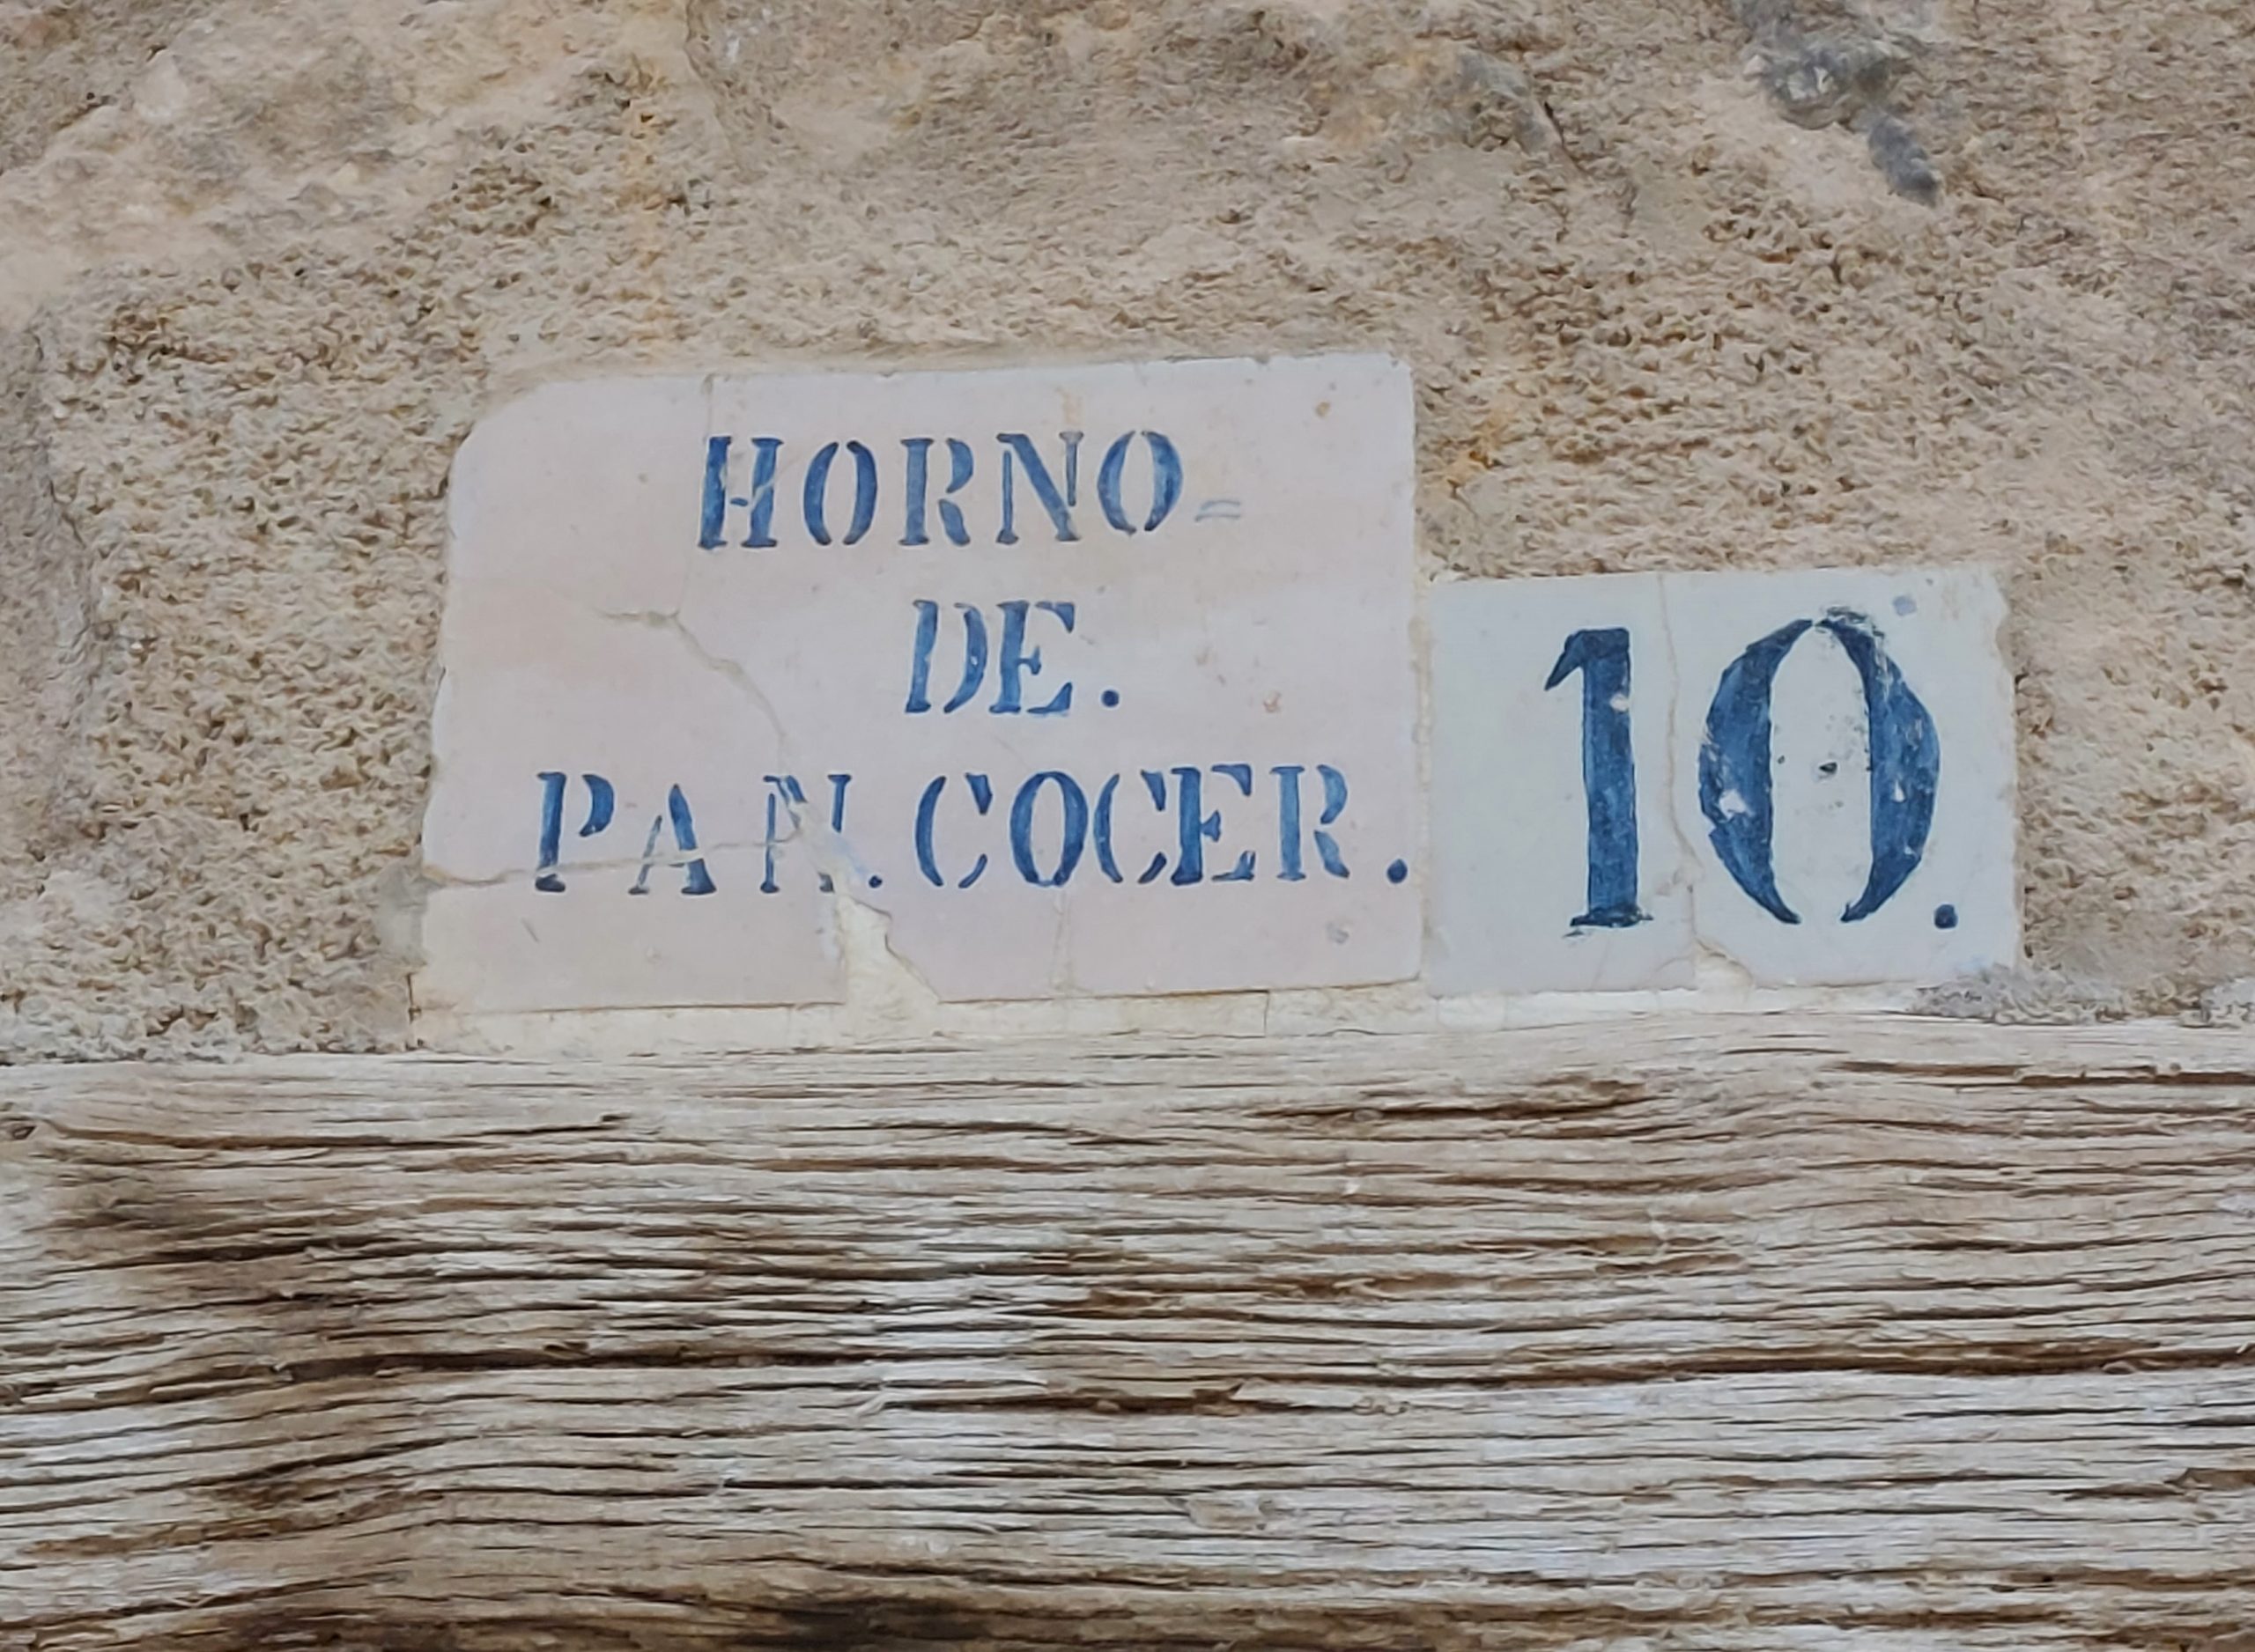 HORNO=
DE.
PAN.COCER.
10.